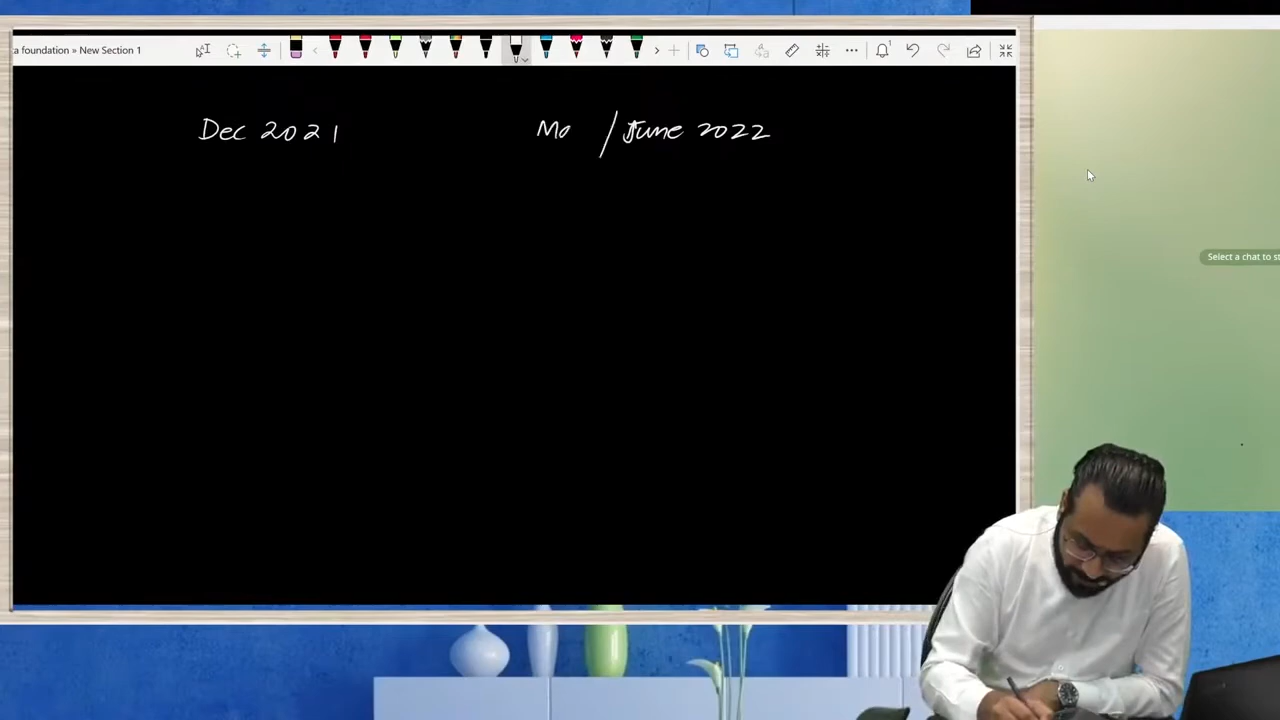 a foundation » New Section 1
Dec 2021 Mo / June 2022
Select a chat to st